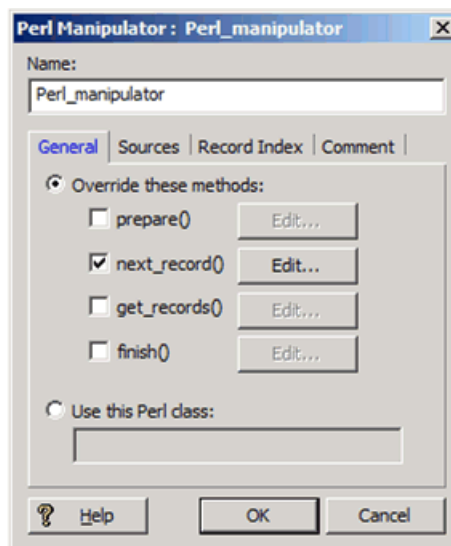 Perl Manipulator : Perl_manipulator
Name:
Perl_manipulator
General Sources Record Index Comment
Override these methods:
prepare() Edit...
next_record() Edit...
get_records() Edit...
finish() Edit...
Use this Perl class:
? Help OK Cancel